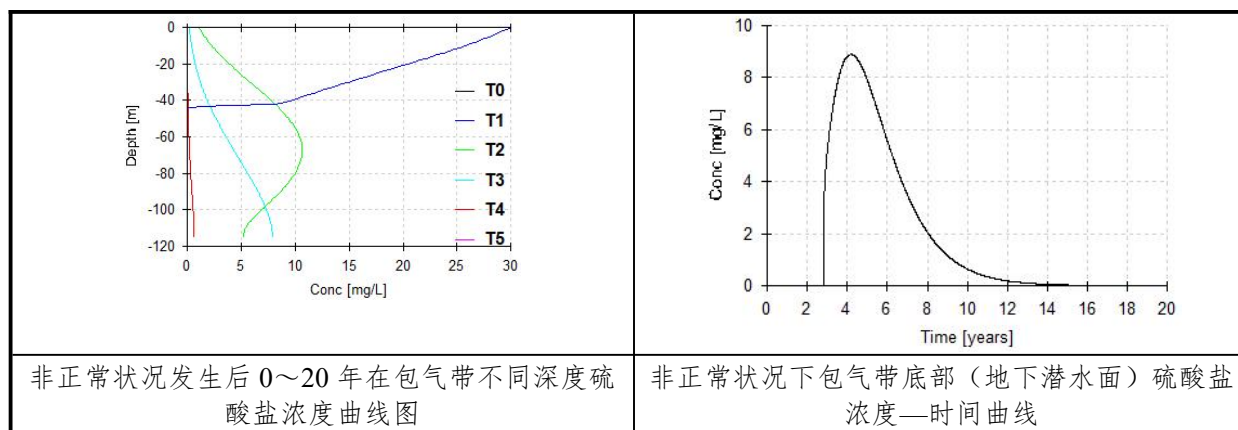 0
-20
-40
-60
-80
-100
-120
Depth [m]
0 5 10 15 20 25 30
Conc [mg/L]
T0
T1
T2
T3
T4
T5
10
8
6
4
2
0
Conc [mg/L]
0 2 4 6 8 10 12 14 16 18 20
Time [years]
非正常状况发生后 0～20 年在包气带不同深度硫
酸盐浓度曲线图
非正常状况下包气带底部（地下潜水面）硫酸盐
浓度—时间曲线